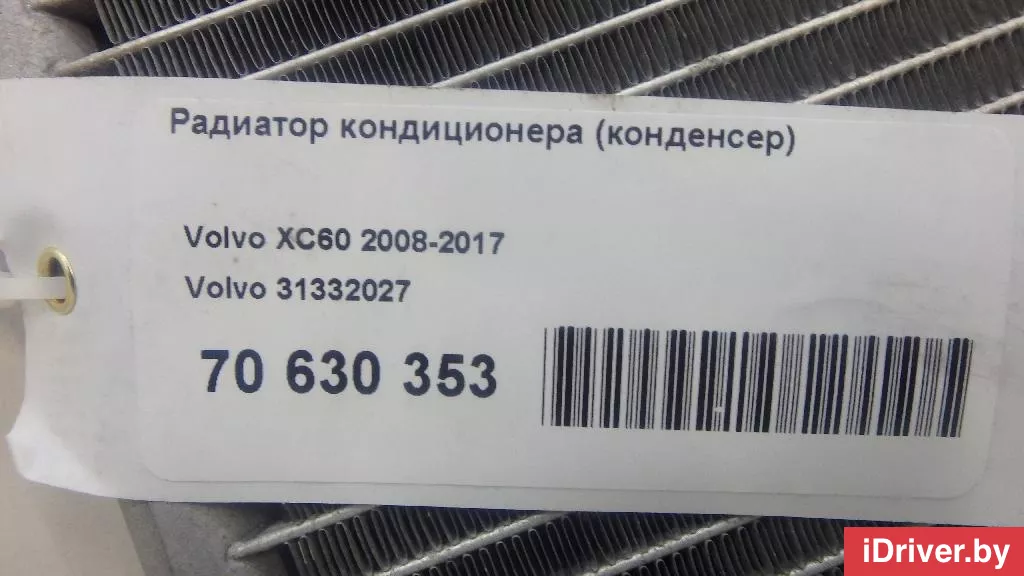 Радиатор кондиционера (конденсер)
Volvo XC60 2008-2017
Volvo 31332027
70 630 353
iDriver.by